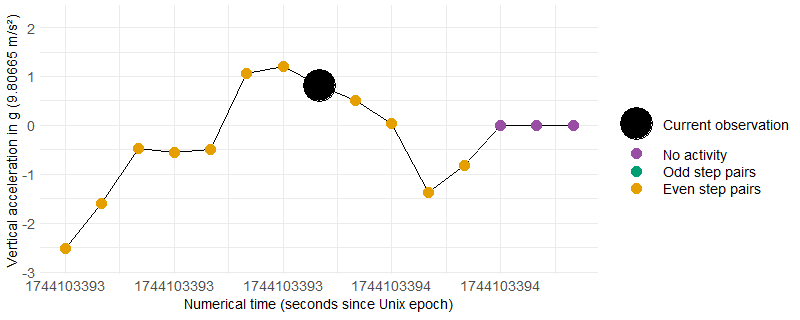 Vertical acceleration in g (9.80665 m/s²)
2
1
0
-1
-2
-3
1744103393 1744103393 1744103393 1744103394 1744103394
Numerical time (seconds since Unix epoch)
Current observation
No activity
Odd step pairs
Even step pairs